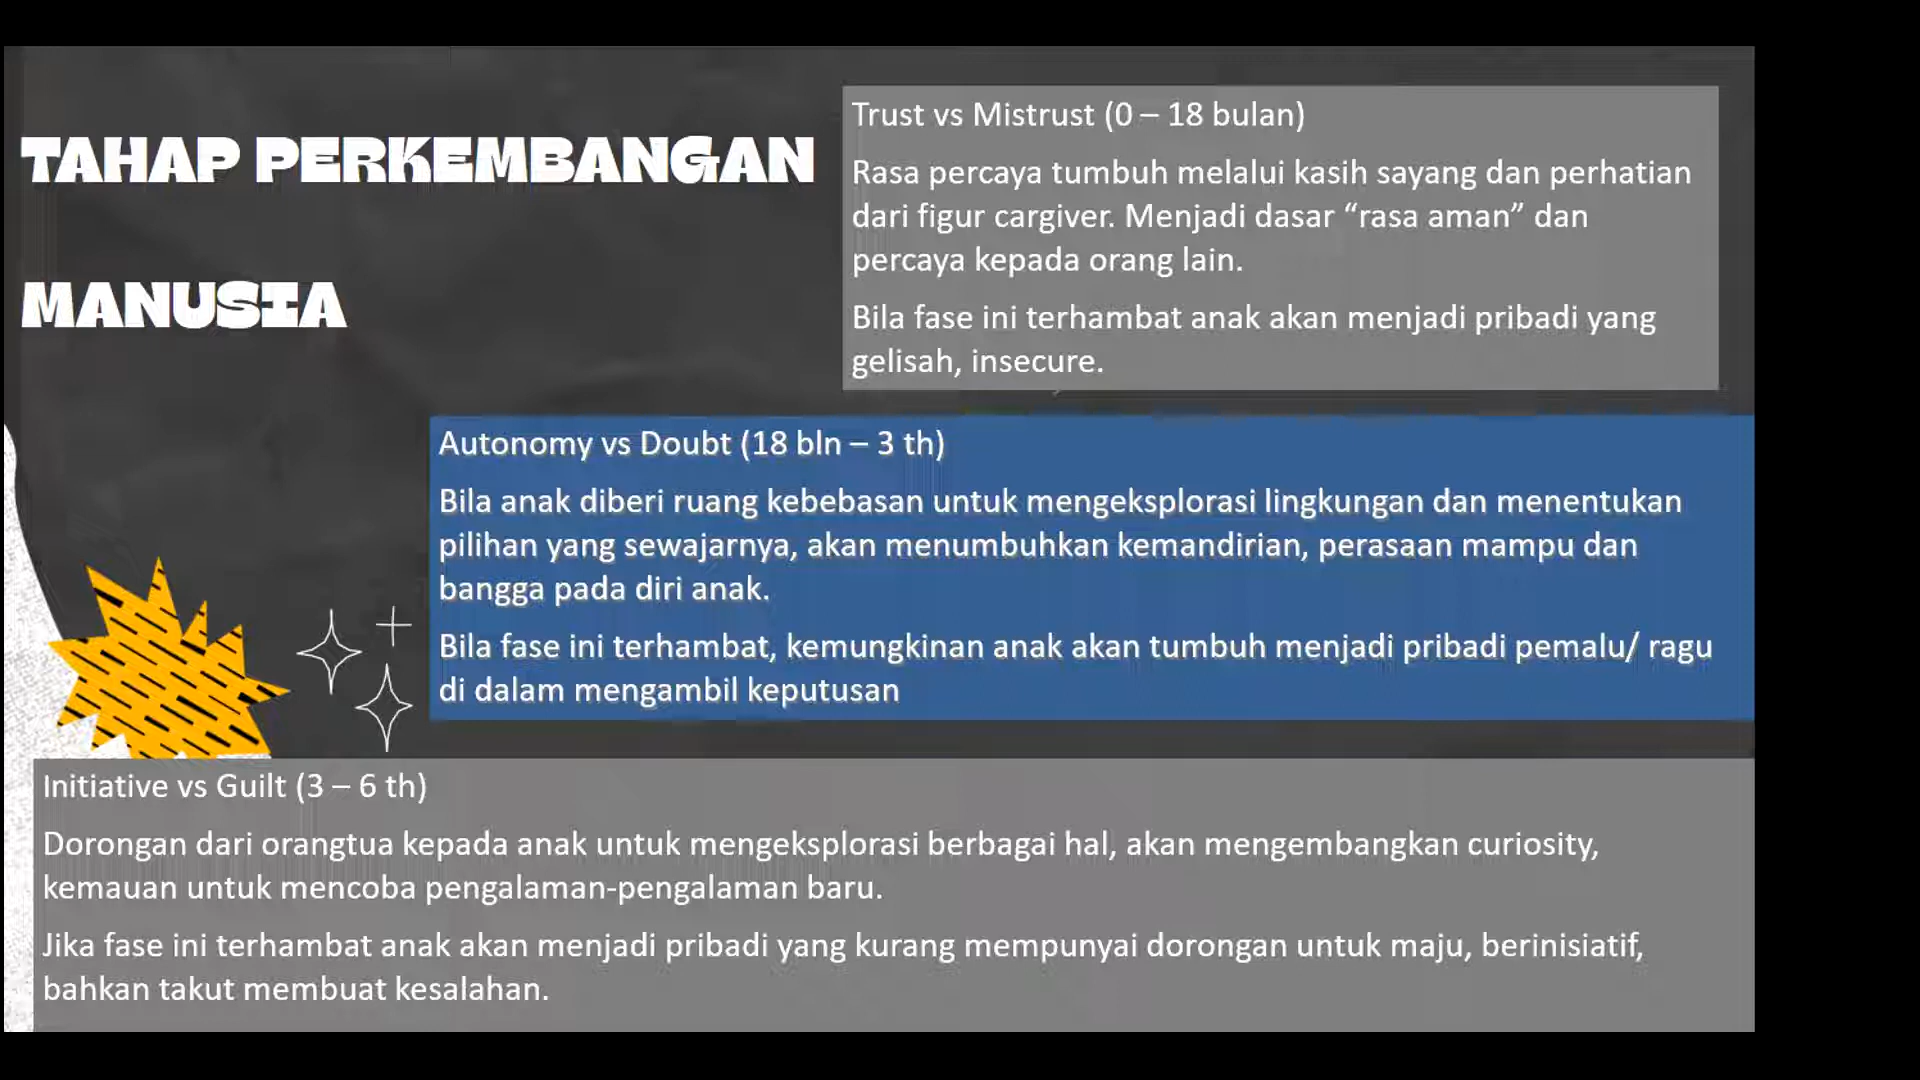 TAHAP PERKEMBANGAN
MANUSIA
Trust vs Mistrust (0 – 18 bulan)
Rasa percaya tumbuh melalui kasih sayang dan perhatian
dari figur cargiver. Menjadi dasar “rasa aman” dan
percaya kepada orang lain.
Bila fase ini terhambat anak akan menjadi pribadi yang
gelisah, insecure.
Autonomy vs Doubt (18 bln – 3 th)
Bila anak diberi ruang kebebasan untuk mengeksplorasi lingkungan dan menentukan
pilihan yang sewajarnya, akan menumbuhkan kemandirian, perasaan mampu dan
bangga pada diri anak.
Bila fase ini terhambat, kemungkinan anak akan tumbuh menjadi pribadi pemalu/ ragu
di dalam mengambil keputusan
Initiative vs Guilt (3 – 6 th)
Dorongan dari orangtua kepada anak untuk mengeksplorasi berbagai hal, akan mengembangkan curiosity,
kemauan untuk mencoba pengalaman-pengalaman baru.
Jika fase ini terhambat anak akan menjadi pribadi yang kurang mempunyai dorongan untuk maju, berinisiatif,
bahkan takut membuat kesalahan.